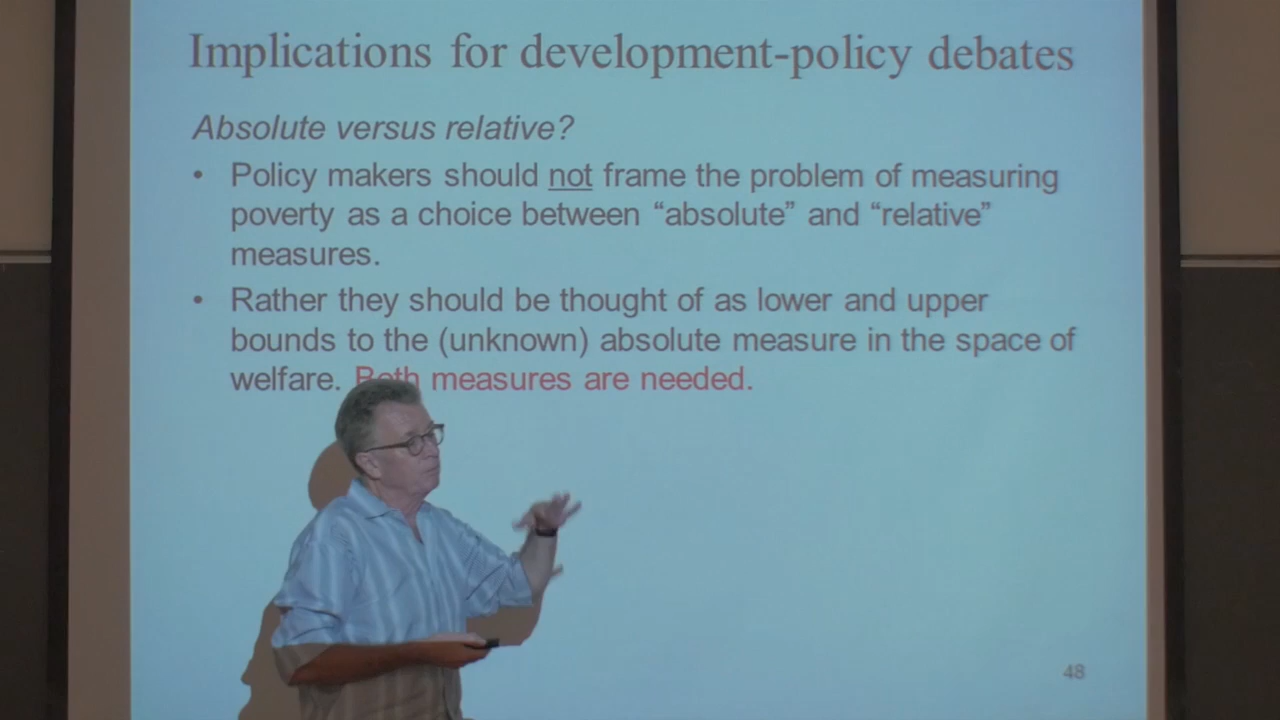 Implications for development-policy debates
Absolute versus relative?
• Policy makers should not frame the problem of measuring
poverty as a choice between “absolute” and “relative”
measures.
• Rather they should be thought of as lower and upper
bounds to the (unknown) absolute measure in the space of
welfare. Both measures are needed.
48